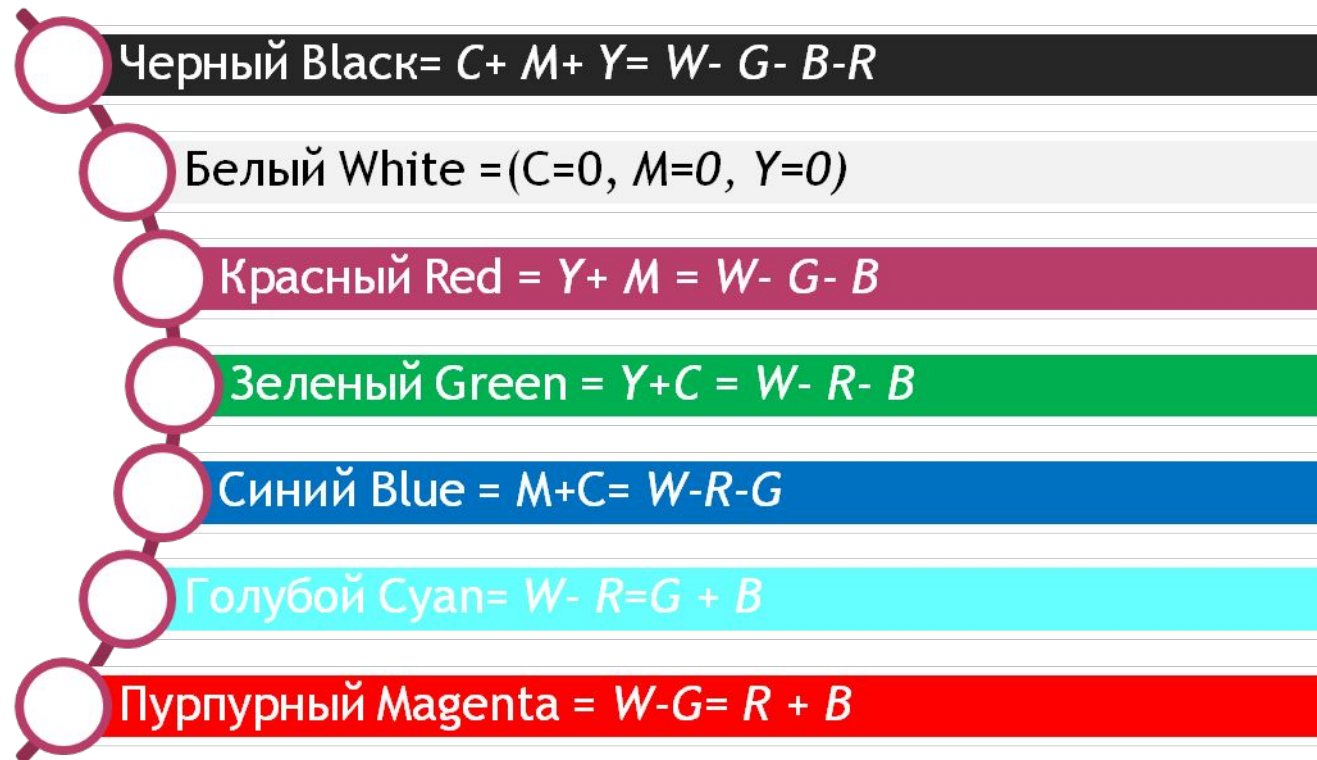 Черный Black= C+ M+ Y= W- G- B-R
Белый White =(C=0, M=0, Y=0)
Красный Red = Y+ M = W- G- B
Зеленый Green = Y+C = W- R- B
Синий Blue = M+C= W-R-G
Голубой Cyan= W- R=G + B
Пурпурный Magenta = W-G= R + B